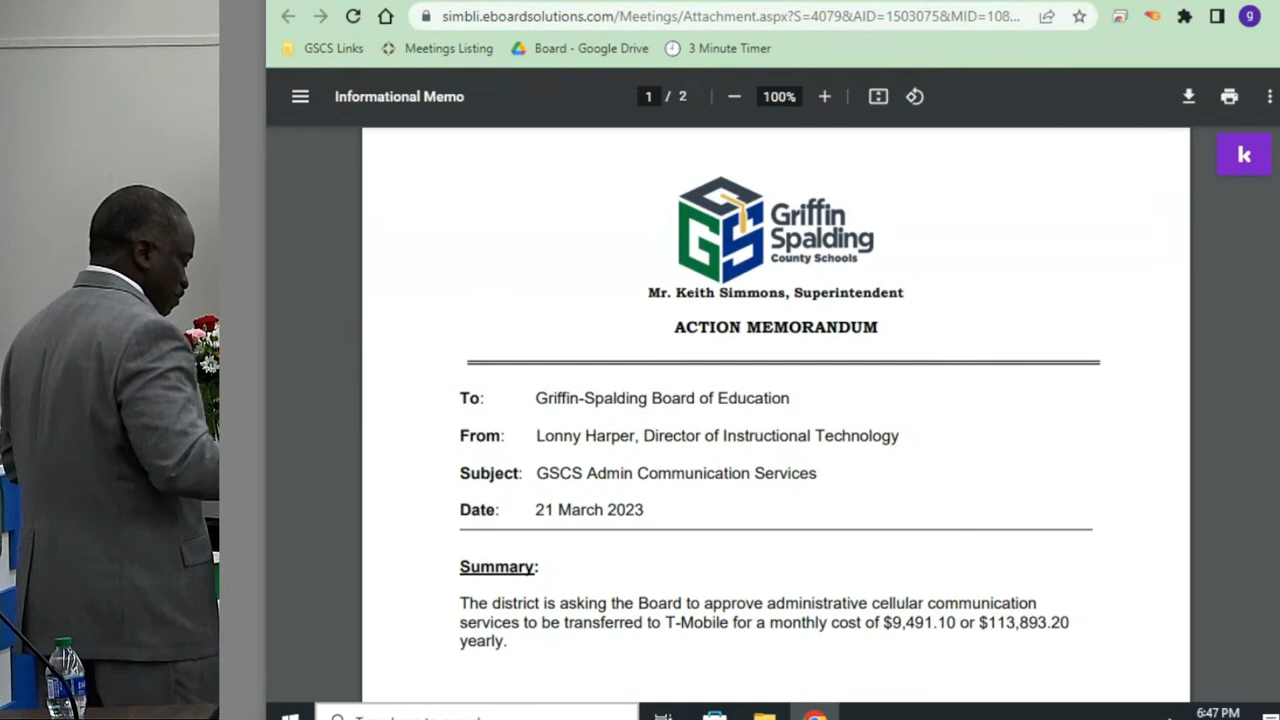 simbli.eboardsolutions.com/Meetings/Attachment.aspx?S=4079&AID=1503075&MID=108...
g
GSCS Links
Meetings Listing
Board - Google Drive
3 Minute Timer
Informational Memo
1 / 2
100%
k
GS
Griffin
Spalding
County Schools
Mr. Keith Simmons, Superintendent
ACTION MEMORANDUM
To: Griffin-Spalding Board of Education
From: Lonny Harper, Director of Instructional Technology
Subject: GSCS Admin Communication Services
Date: 21 March 2023
Summary:
The district is asking the Board to approve administrative cellular communication
services to be transferred to T-Mobile for a monthly cost of $9,491.10 or $113,893.20
yearly.
6:47 PM